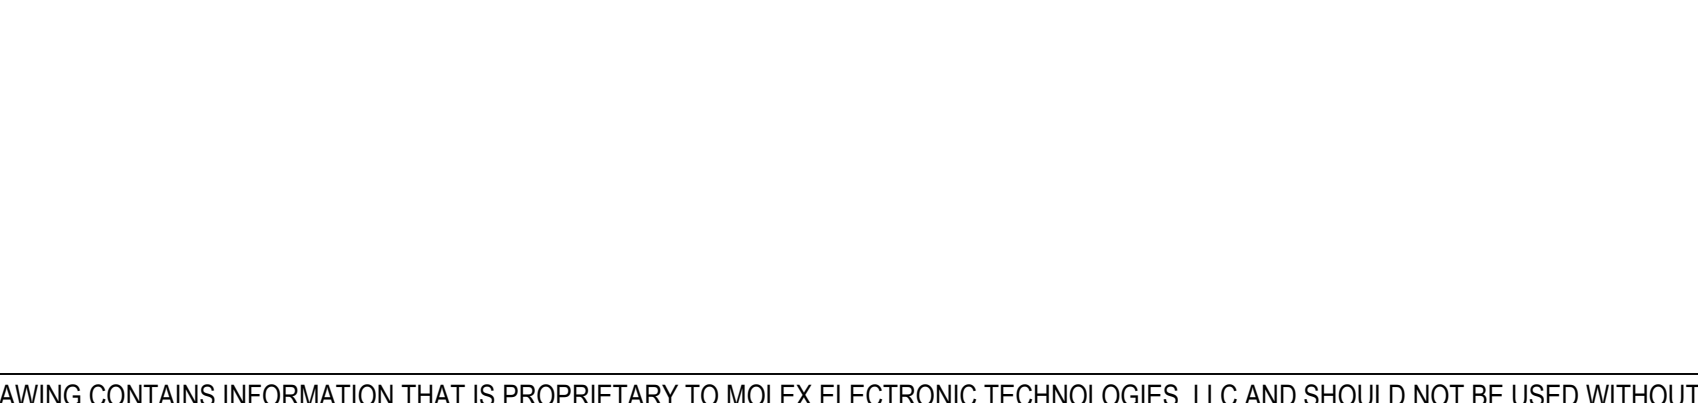 AWING CONTAINS INFORMATION THAT IS PROPRIETARY TO MOLEX ELECTRONIC TECHNOLOGIES, LLC AND SHOULD NOT BE USED WITHOUT